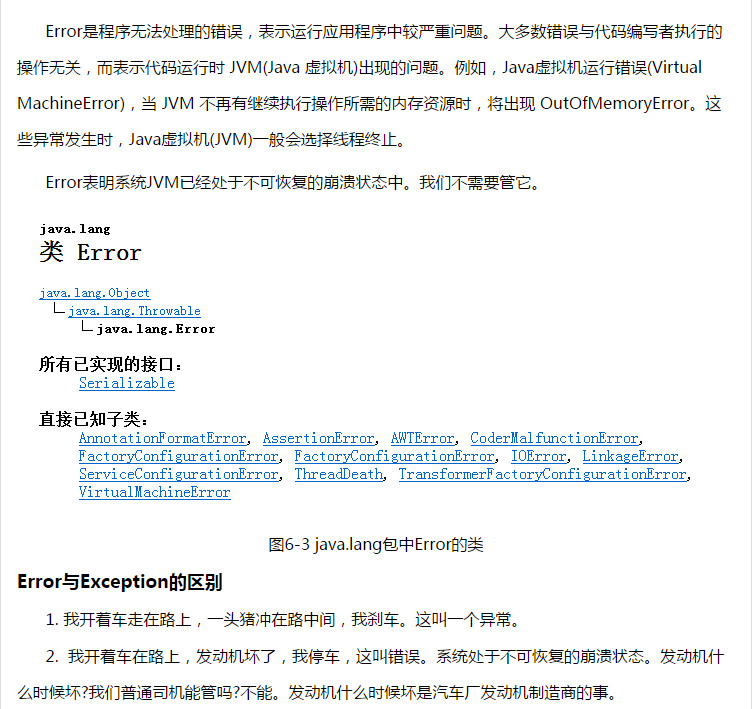 Error是程序无法处理的错误，表示运行应用程序中较严重问题。大多数错误与代码编写者执行的
操作无关，而表示代码运行时 JVM(Java 虚拟机)出现的问题。例如，Java虚拟机运行错误(Virtual
MachineError)，当 JVM 不再有继续执行操作所需的内存资源时，将出现 OutOfMemoryError。这
些异常发生时，Java虚拟机(JVM)一般会选择线程终止。
Error表明系统JVM已经处于不可恢复的崩溃状态中。我们不需要管它。
java.lang
类 Error
java.lang.Object
java.lang.Throwable
java.lang.Error
所有已实现的接口：
Serializable
直接已知子类：
AnnotationFormatError, AssertionError, AWTError, CoderMalfunctionError,
FactoryConfigurationError, FactoryConfigurationError, IOError, LinkageError,
ServiceConfigurationError, ThreadDeath, TransformerFactoryConfigurationError,
VirtualMachineError
图6-3 java.lang包中Error的类
Error与Exception的区别
1. 我开着车走在路上，一头猪冲在路中间，我刹车。这叫一个异常。
2. 我开着车在路上，发动机坏了，我停车，这叫错误。系统处于不可恢复的崩溃状态。发动机什
么时候坏?我们普通司机能管吗?不能。发动机什么时候坏是汽车厂发动机制造商的事。